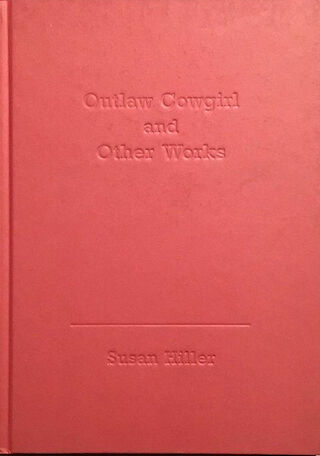 Outlaw Cowgirl
and
Other Works
Susan Hiller